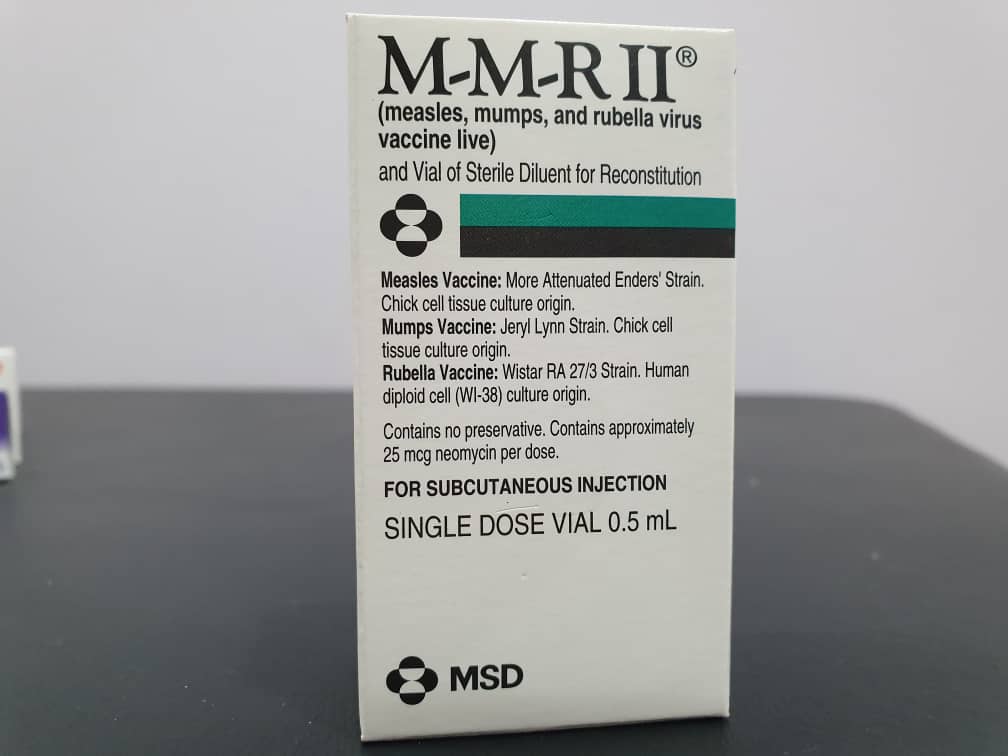 M-M-R II®
(measles, mumps, and rubella virus
vaccine live)
and Vial of Sterile Diluent for Reconstitution
Measles Vaccine: More Attenuated Enders' Strain.
Chick cell tissue culture origin.
Mumps Vaccine: Jeryl Lynn Strain. Chick cell
tissue culture origin.
Rubella Vaccine: Wistar RA 27/3 Strain. Human
diploid cell (WI-38) culture origin.
Contains no preservative. Contains approximately
25 mcg neomycin per dose.
FOR SUBCUTANEOUS INJECTION
SINGLE DOSE VIAL 0.5 mL
MSD